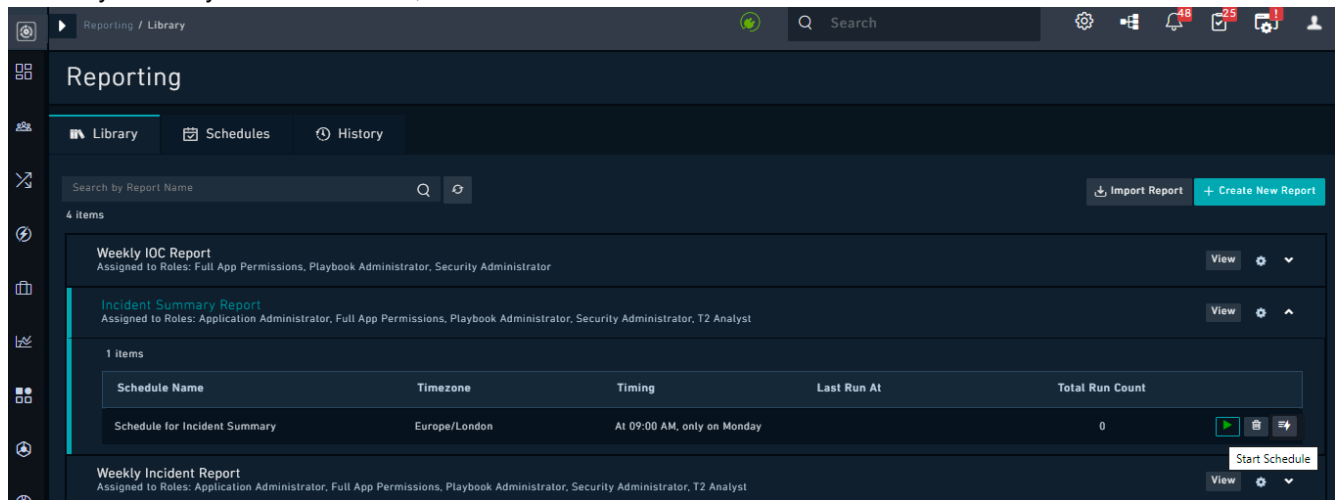 Reporting / Library
Search
48
25
!
Reporting
Library
Schedules
History
Search by Report Name
Import Report
+ Create New Report
4 items
Weekly IOC Report
View
Assigned to Roles: Full App Permissions, Playbook Administrator, Security Administrator
Incident Summary Report
View
Assigned to Roles: Application Administrator, Full App Permissions, Playbook Administrator, Security Administrator, T2 Analyst
1 items
Schedule Name Timezone Timing Last Run At Total Run Count
Schedule for Incident Summary Europe/London At 09:00 AM, only on Monday 0
Start Schedule
Weekly Incident Report
View
Assigned to Roles: Application Administrator, Full App Permissions, Playbook Administrator, Security Administrator, T2 Analyst